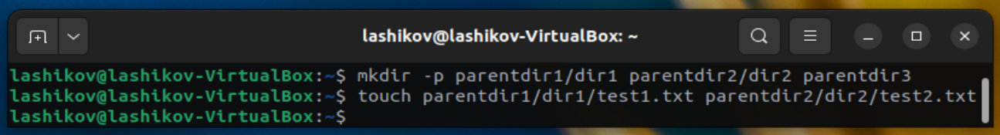 lashikov@lashikov-VirtualBox: ~
lashikov@lashikov-VirtualBox:~$ mkdir -p parentdir1/dir1 parentdir2/dir2 parentdir3
lashikov@lashikov-VirtualBox:~$ touch parentdir1/dir1/test1.txt parentdir2/dir2/test2.txt
lashikov@lashikov-VirtualBox:~$